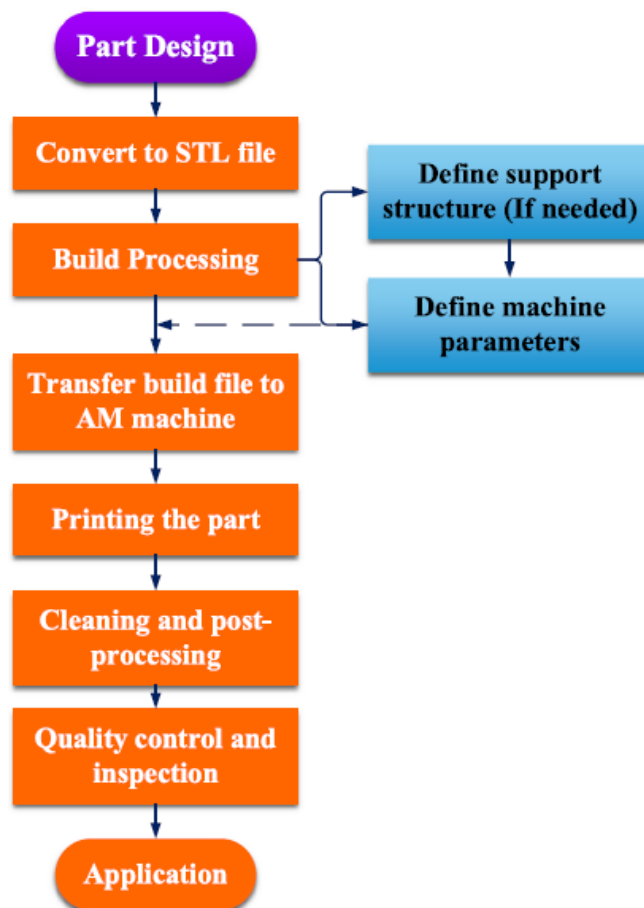 Part Design
Convert to STL file
Define support
structure (If needed)
Build Processing
Define machine
parameters
Transfer build file to
AM machine
Printing the part
Cleaning and post-
processing
Quality control and
inspection
Application